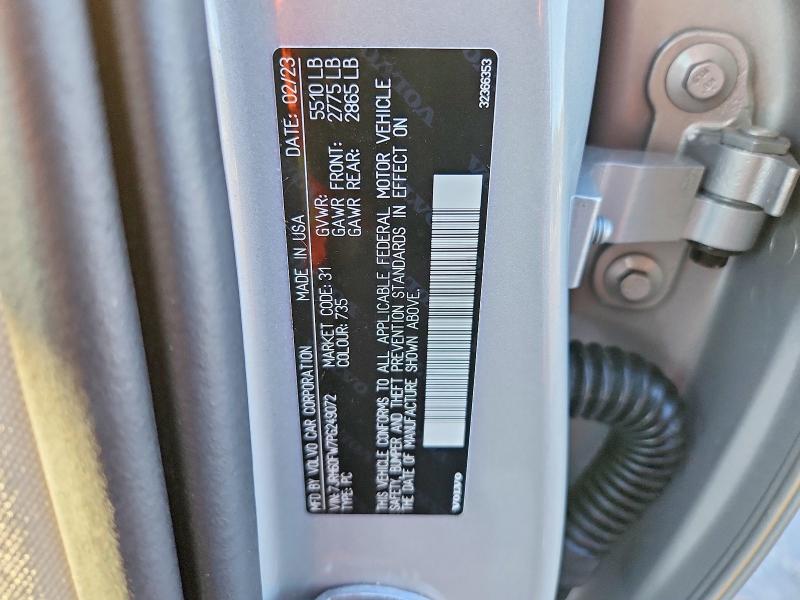 MFD BY VOLVO CAR CORPORATION MADE IN USA DATE: 02/23
VIN: 7JRH60FW7PG249072
TYPE: PC
MARKET CODE: 31
COLOUR: 735
GVWR: 5510 LB
GAWR FRONT: 2775 LB
GAWR REAR: 2865 LB
THIS VEHICLE CONFORMS TO ALL APPLICABLE FEDERAL MOTOR VEHICLE
SAFETY, BUMPER AND THEFT PREVENTION STANDARDS IN EFFECT ON
THE DATE OF MANUFACTURE SHOWN ABOVE.
VOLVO
32366353